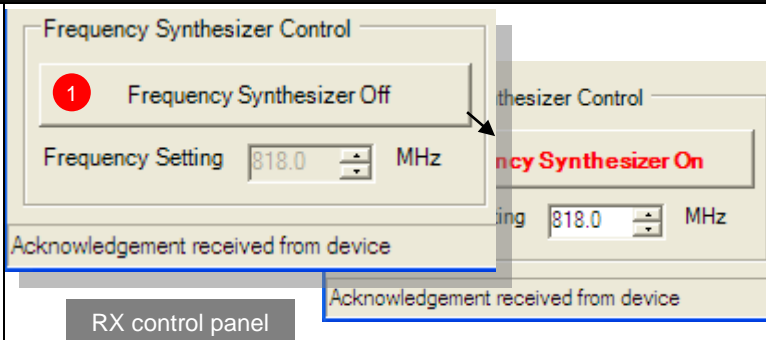 Frequency Synthesizer Control
1 Frequency Synthesizer Off
Frequency Setting 818.0 MHz
Acknowledgement received from device
RX control panel
thesizer Control
ncy Synthesizer On
ing 818.0 MHz
Acknowledgement received from device